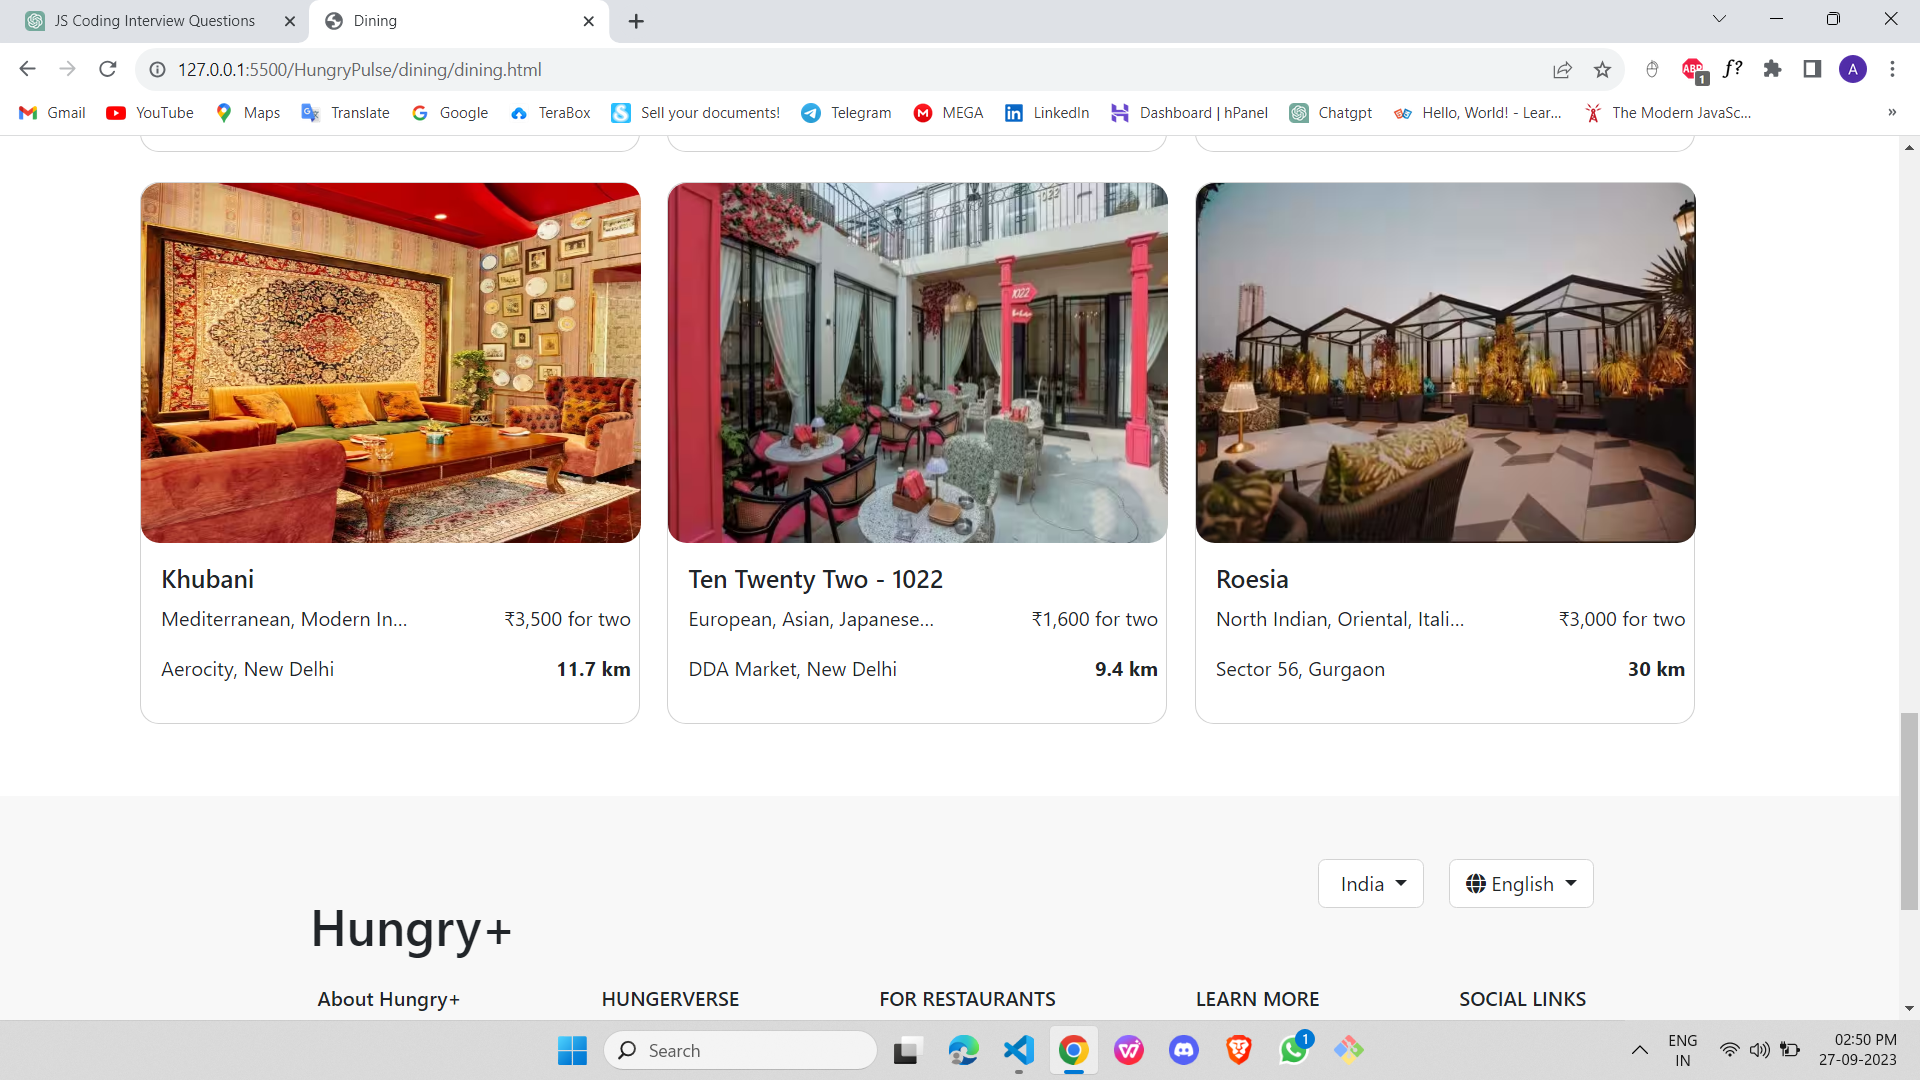 JS Coding Interview Questions
Dining
127.0.0.1:5500/HungryPulse/dining/dining.html
ABP
1
f?
A
Gmail
YouTube
Maps
Translate
Google
TeraBox
Sell your documents!
Telegram
MEGA
LinkedIn
Dashboard | hPanel
Chatgpt
Hello, World! - Lear...
The Modern JavaSc...
1022
1022
Khubani
Mediterranean, Modern In... ₹3,500 for two
Aerocity, New Delhi 11.7 km
Ten Twenty Two - 1022
European, Asian, Japanese... ₹1,600 for two
DDA Market, New Delhi 9.4 km
Roesia
North Indian, Oriental, Itali... ₹3,000 for two
Sector 56, Gurgaon 30 km
India
English
Hungry+
About Hungry+
HUNGERVERSE
FOR RESTAURANTS
LEARN MORE
SOCIAL LINKS
Search
1
ENG
IN
02:50 PM
27-09-2023